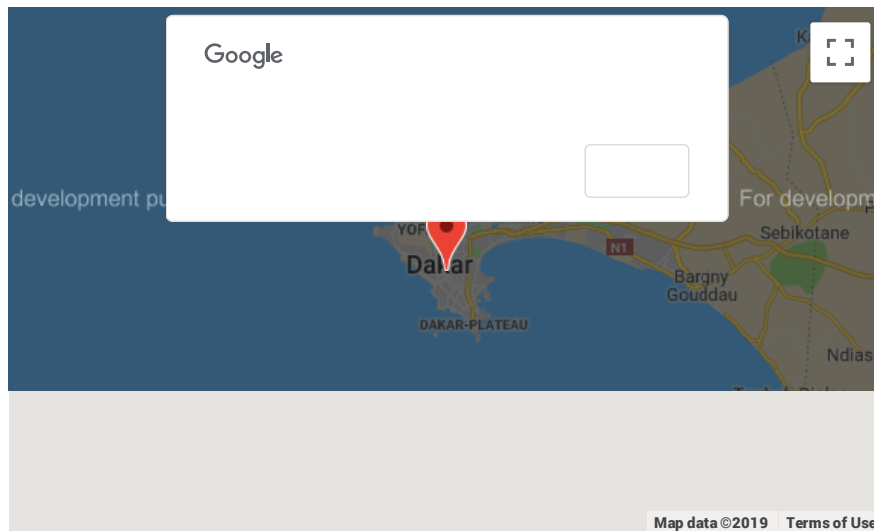 Google
development pu
For developm
YOF
Sebikotane
N1
Dakar
Bargny
Gouddau
DAKAR-PLATEAU
Ndias
Map data ©2019
Terms of Use